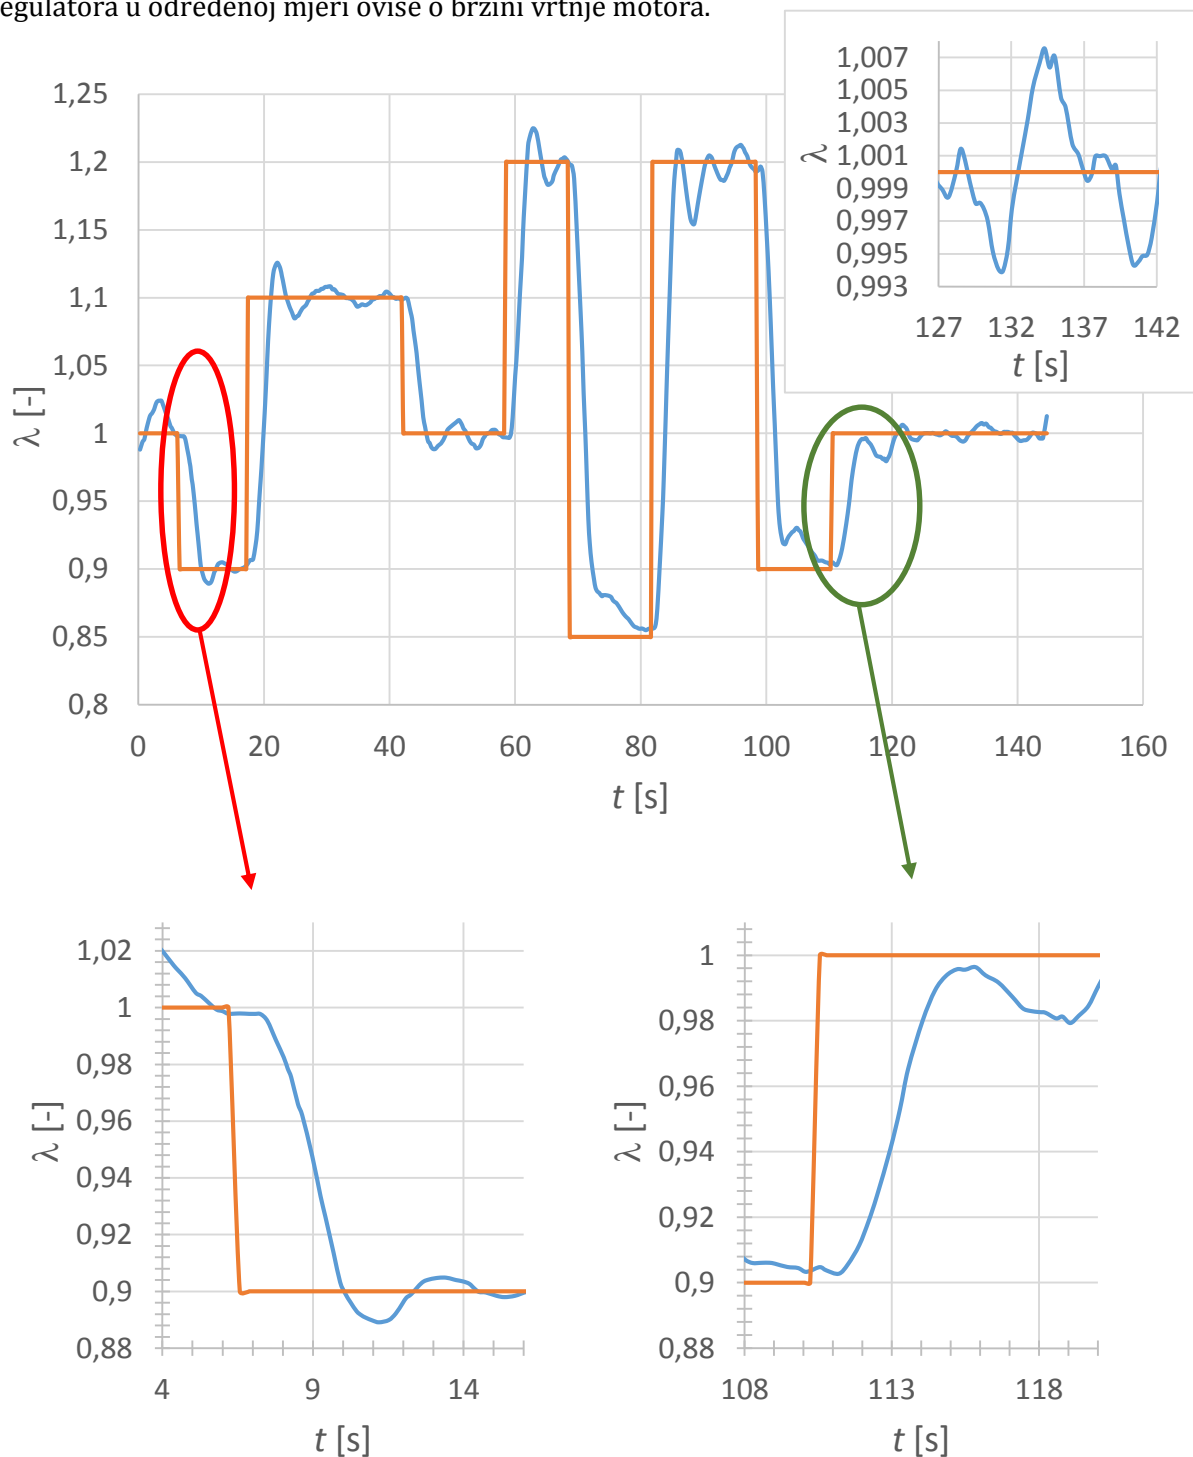 egulatora u određenoj mjeri ovise o brzini vrtnje motora.
1,007
1,005
1,003
1,001
0,999
0,997
0,995
0,993
λ
127 132 137 142
t [s]
1,25
1,2
1,15
1,1
1,05
1
0,95
0,9
0,85
0,8
λ [-]
0 20 40 60 80 100 120 140 160
t [s]
1,02
1
0,98
0,96
0,94
0,92
0,9
0,88
λ [-]
4 9 14
t [s]
1
0,98
0,96
0,94
0,92
0,9
0,88
λ [-]
108 113 118
t [s]